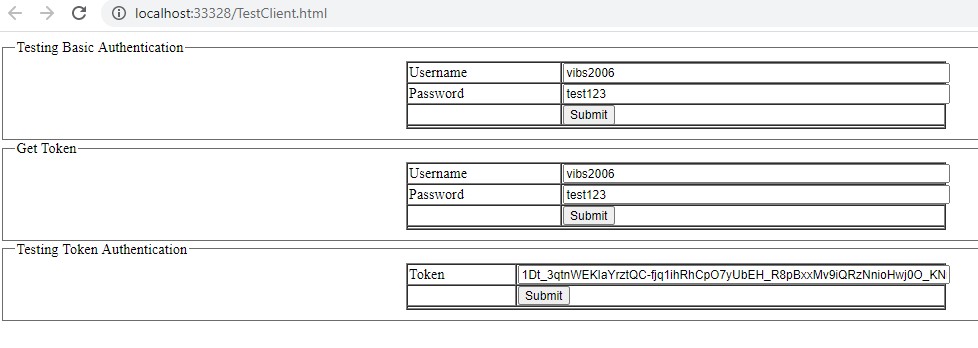 localhost:33328/TestClient.html
Testing Basic Authentication
Username vibs2006
Password test123
Submit
Get Token
Username vibs2006
Password test123
Submit
Testing Token Authentication
Token 1Dt_3qtnWEKlaYrztQC-fjq1ihRhCpO7yUbEH_R8pBxxMv9iQRzNnioHwj0O_KN
Submit